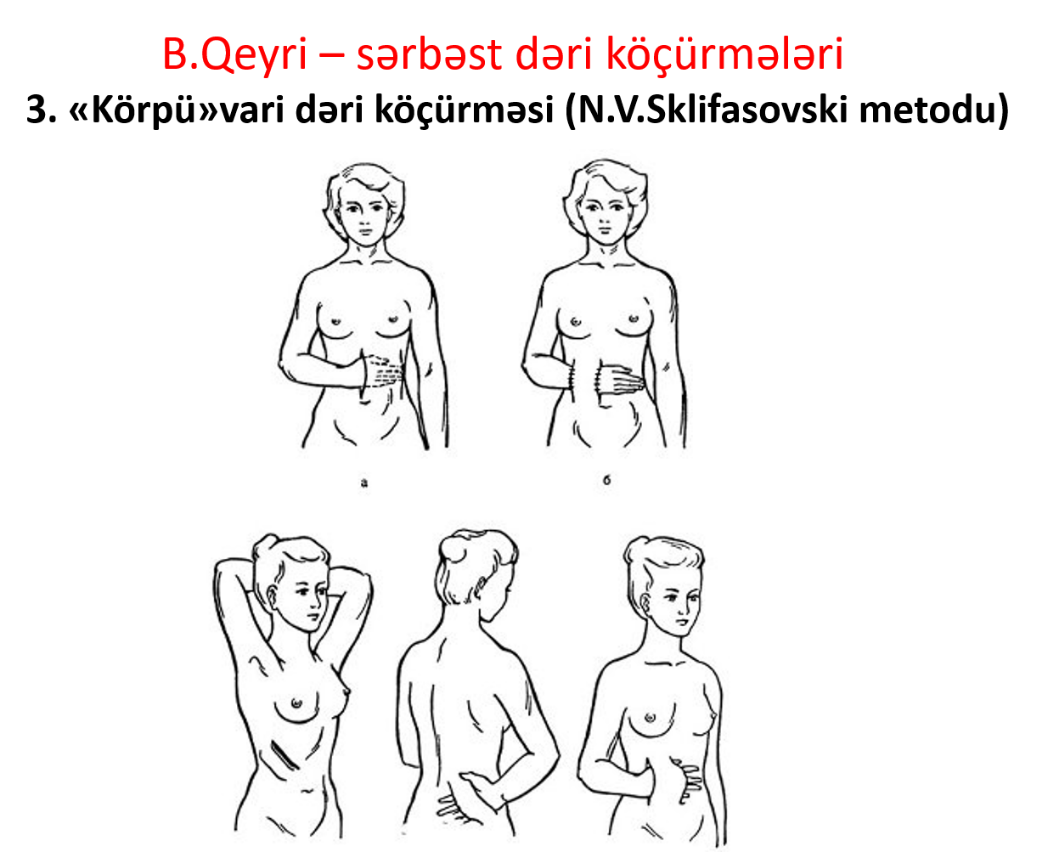 B.Qeyri – sərbəst dəri köçürmələri
3. «Körpü»vari dəri köçürməsi (N.V.Sklifasovski metodu)
а
б